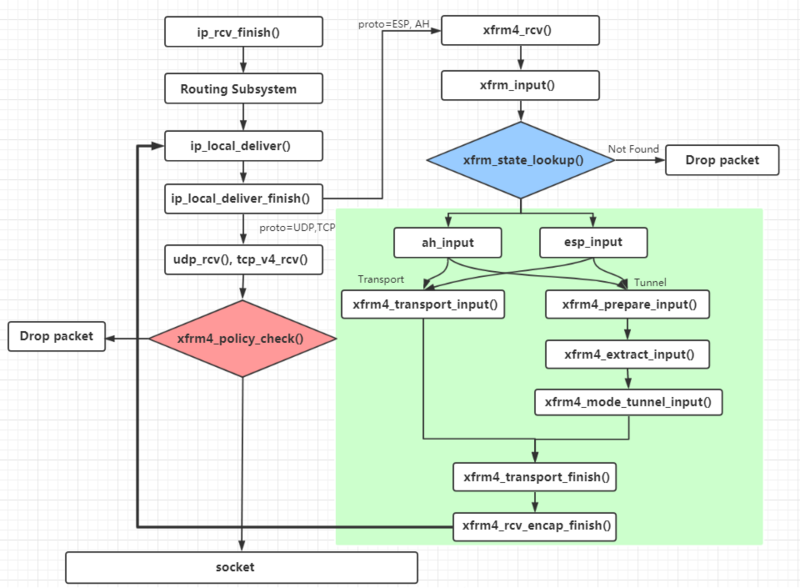 ip_rcv_finish()
Routing Subsystem
ip_local_deliver()
ip_local_deliver_finish()
proto=UDP,TCP
udp_rcv(), tcp_v4_rcv()
xfrm4_policy_check()
Drop packet
socket
proto=ESP, AH
xfrm4_rcv()
xfrm_input()
xfrm_state_lookup()
Not Found
Drop packet
ah_input
esp_input
Transport
Tunnel
xfrm4_transport_input()
xfrm4_prepare_input()
xfrm4_extract_input()
xfrm4_mode_tunnel_input()
xfrm4_transport_finish()
xfrm4_rcv_encap_finish()